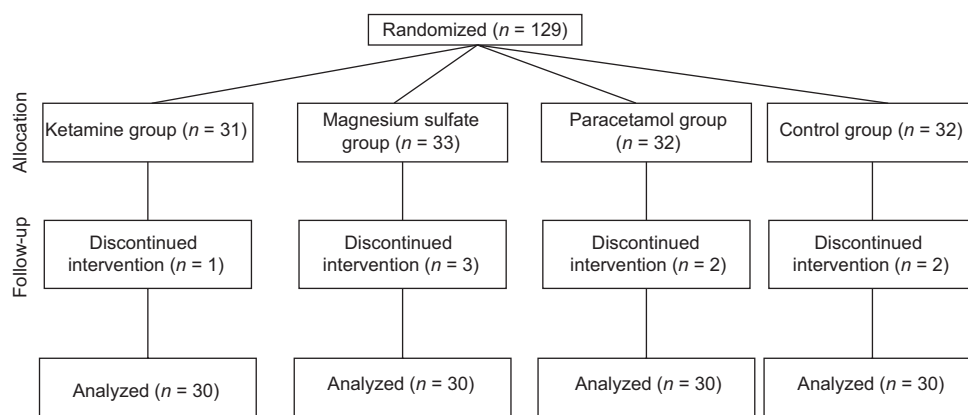 Randomized (n = 129)
Allocation
Ketamine group (n = 31)
Magnesium sulfate
group (n = 33)
Paracetamol group
(n = 32)
Control group (n = 32)
Follow-up
Discontinued
intervention (n = 1)
Discontinued
intervention (n = 3)
Discontinued
intervention (n = 2)
Discontinued
intervention (n = 2)
Analyzed (n = 30)
Analyzed (n = 30)
Analyzed (n = 30)
Analyzed (n = 30)